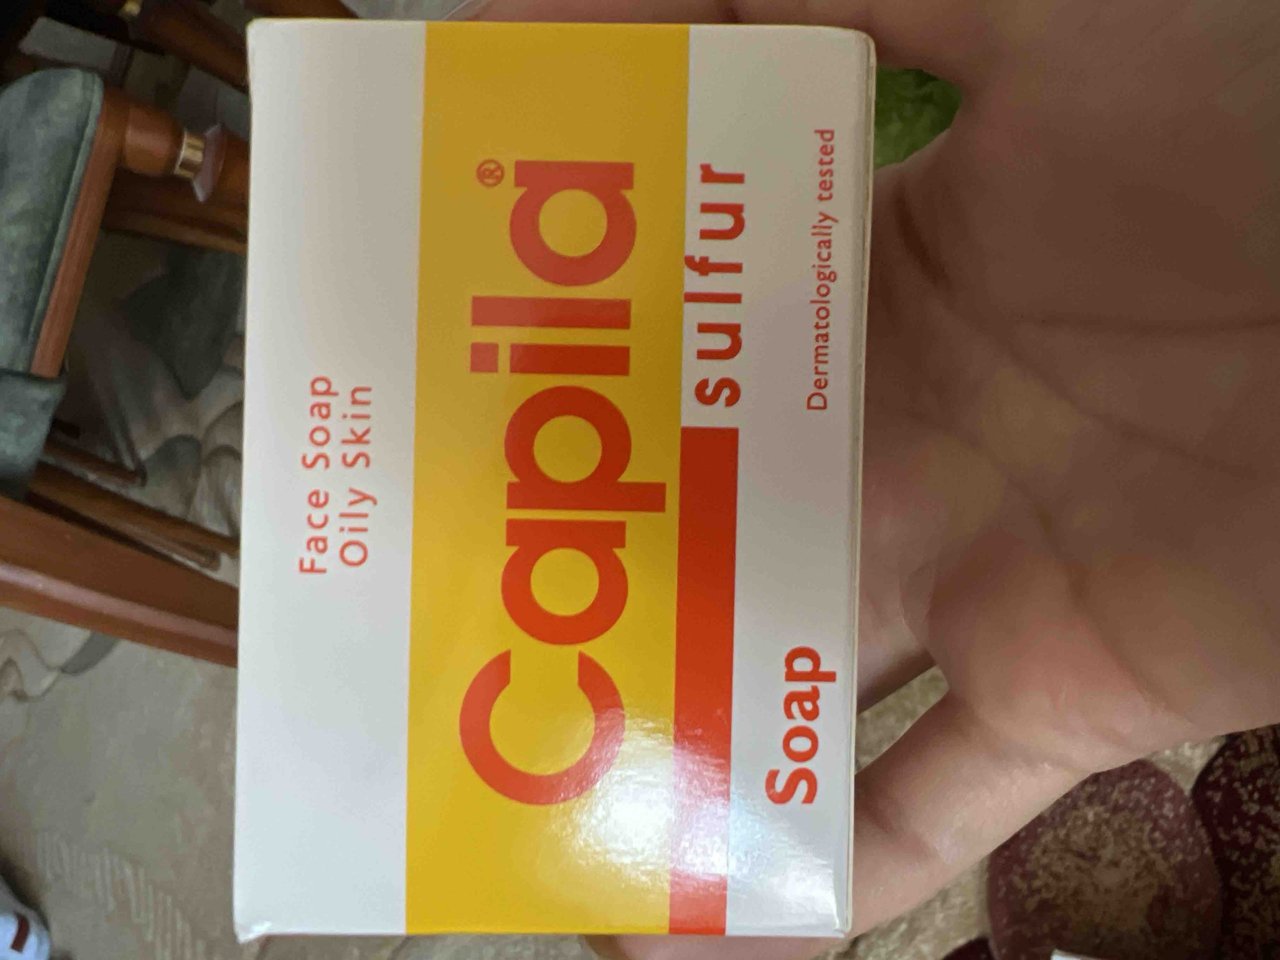 Face Soap
Oily Skin
Capila®
sulfur
Soap
Dermatologically tested